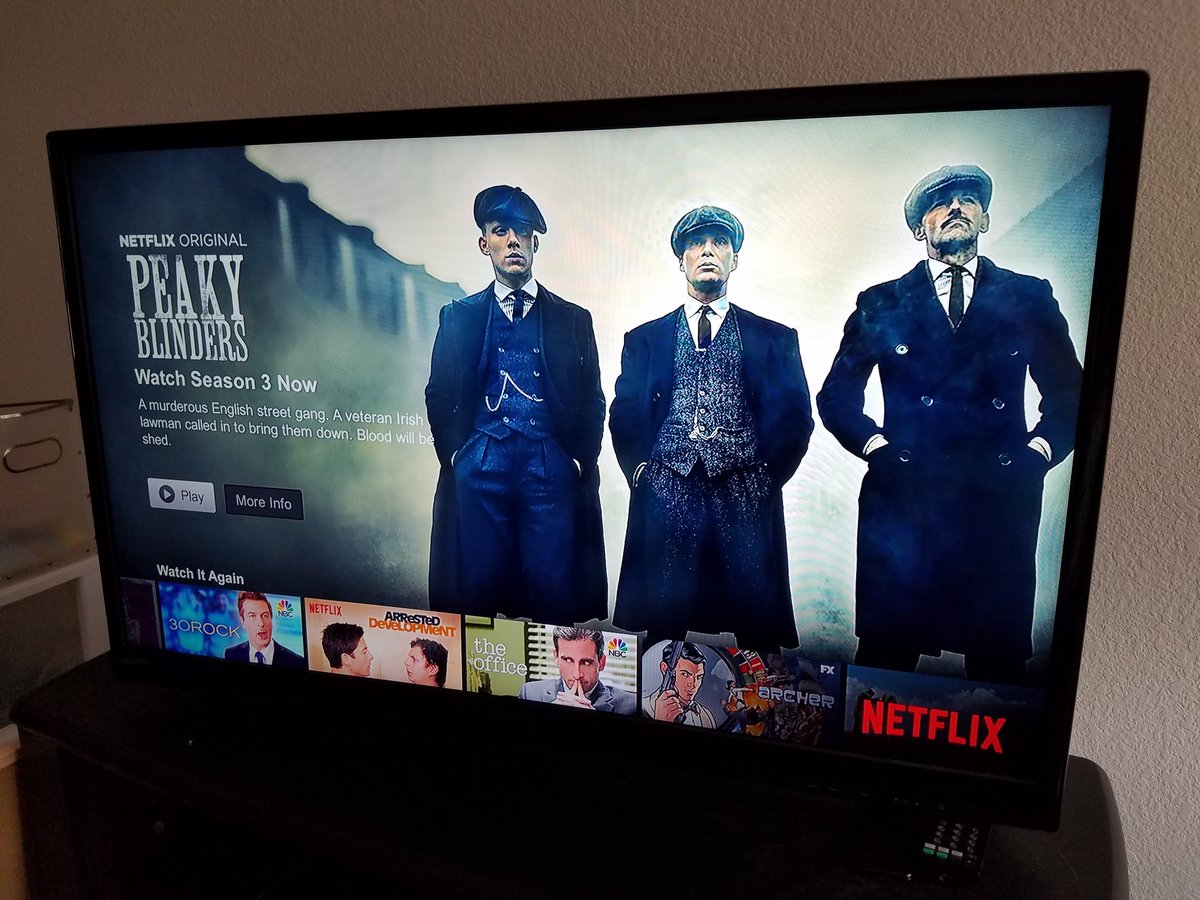 NETFLIX ORIGINAL
PEAKY
BLINDERS
Watch Season 3 Now
A murderous English street gang. A veteran Irish
lawman called in to bring them down. Blood will be
shed.
Play
More Info
Watch It Again
30ROCK
NBC
NETFLIX
ARRESTED
DEVELOPMENT
the
office
NBC
ARCHER
FX
NETFLIX